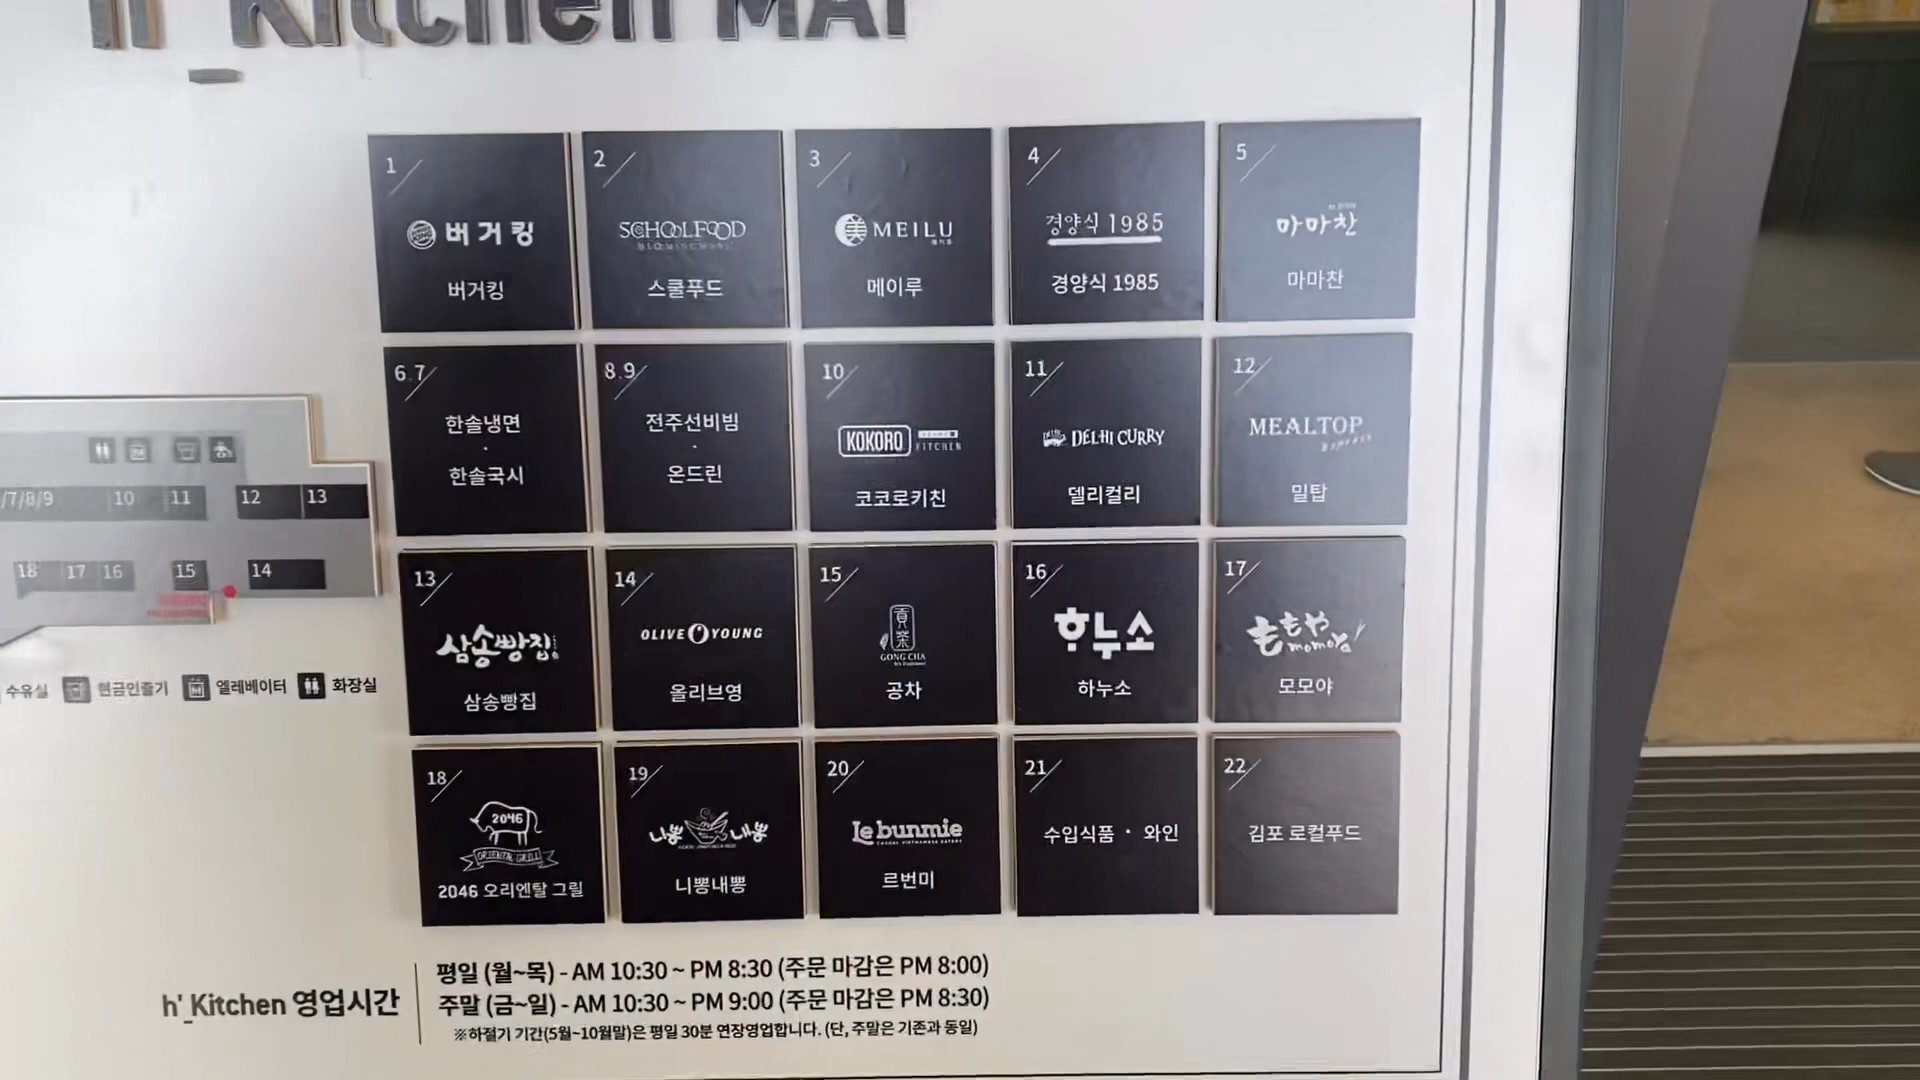 h'_Kitchen MAP
1
버거킹
버거킹
2
SCHOOLFOOD
스쿨푸드
3
美 MEILU
메이루
4
경양식 1985
경양식 1985
5
마마찬
마마찬
6.7
한솔냉면
·
한솔국시
8.9
전주선비빔
·
온드린
10
KOKORO KITCHEN
코코로키친
11
DELHI CURRY
델리컬리
12
MEALTOP
Express
밀탑
/7/8/9 10 11 12 13
18 17 16 15 14
수유실 현금인출기 엘레베이터 화장실
13
삼송빵집
삼송빵집
14
OLIVE YOUNG
올리브영
15
貢茶
GONG CHA
공차
16
하누소
하누소
17
ももや
momoya
모모야
18
2046
ORIENTAL GRILL
2046 오리엔탈 그릴
19
니뽕 내뽕
니뽕내뽕
20
le bunmie
CASUAL VIETNAMESE EATERY
르번미
21
수입식품 · 와인
22
김포 로컬푸드
h'_Kitchen 영업시간
평일 (월~목) - AM 10:30 ~ PM 8:30 (주문 마감은 PM 8:00)
주말 (금~일) - AM 10:30 ~ PM 9:00 (주문 마감은 PM 8:30)
※하절기 기간(5월~10월말)은 평일 30분 연장영업합니다. (단, 주말은 기존과 동일)